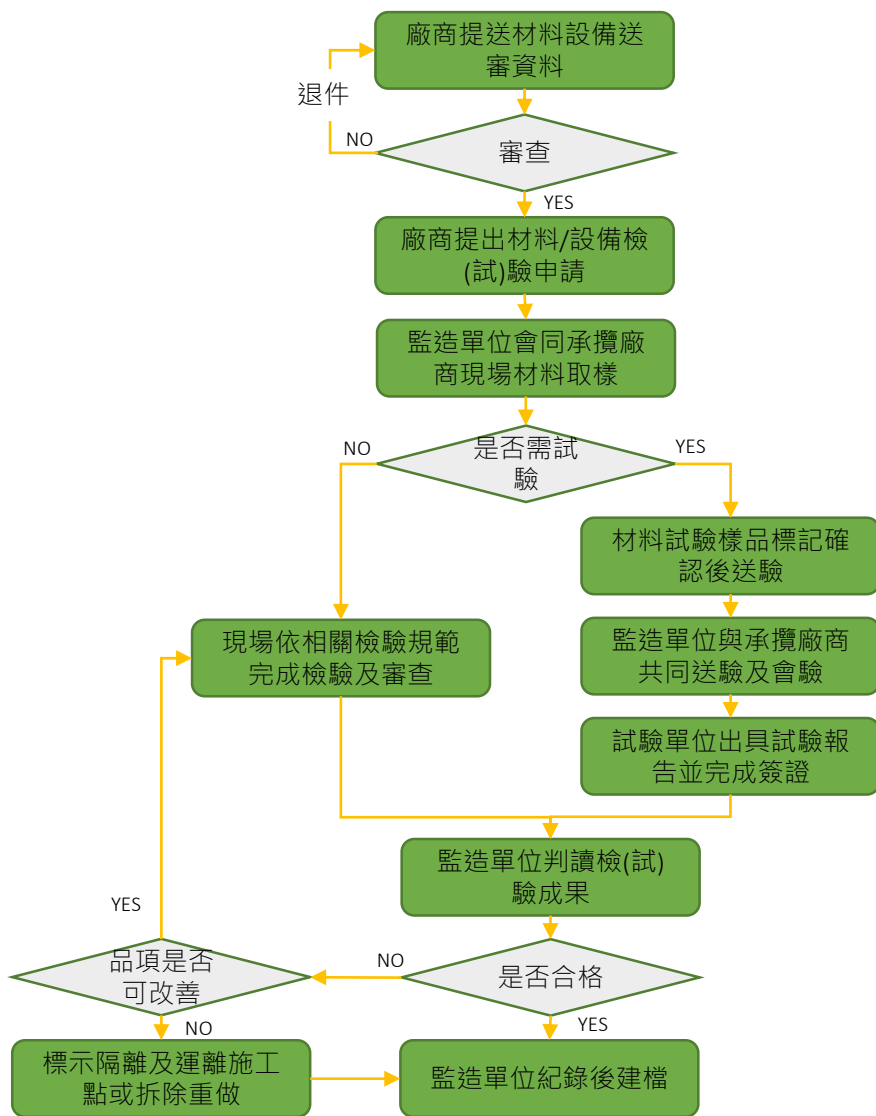 廠商提送材料設備送
審資料
退件
NO
審查
YES
廠商提出材料/設備檢
(試)驗申請
監造單位會同承攬廠
商現場材料取樣
NO
是否需試
驗
YES
材料試驗樣品標記確
認後送驗
現場依相關檢驗規範
完成檢驗及審查
監造單位與承攬廠商
共同送驗及會驗
試驗單位出具試驗報
告並完成簽證
監造單位判讀檢(試)
驗成果
YES
品項是否
可改善
NO
是否合格
NO
YES
標示隔離及運離施工
點或拆除重做
監造單位紀錄後建檔